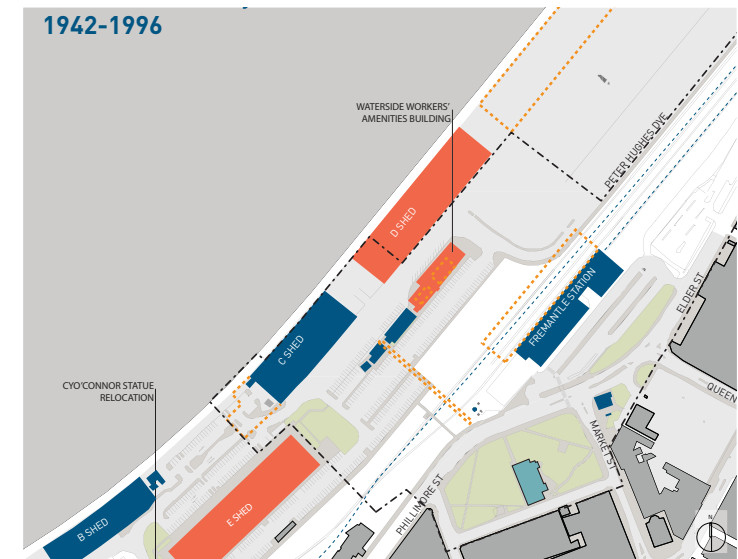 1942-1996
WATERSIDE WORKERS'
AMENITIES BUILDING
PETER HUGHES DVE
D SHED
FREMANTLE STATION
ELDER ST
C SHED
CYO'CONNOR STATUE
RELOCATION
QUEEN
MARKET ST
PHILLIMORE ST
E SHED
B SHED
N